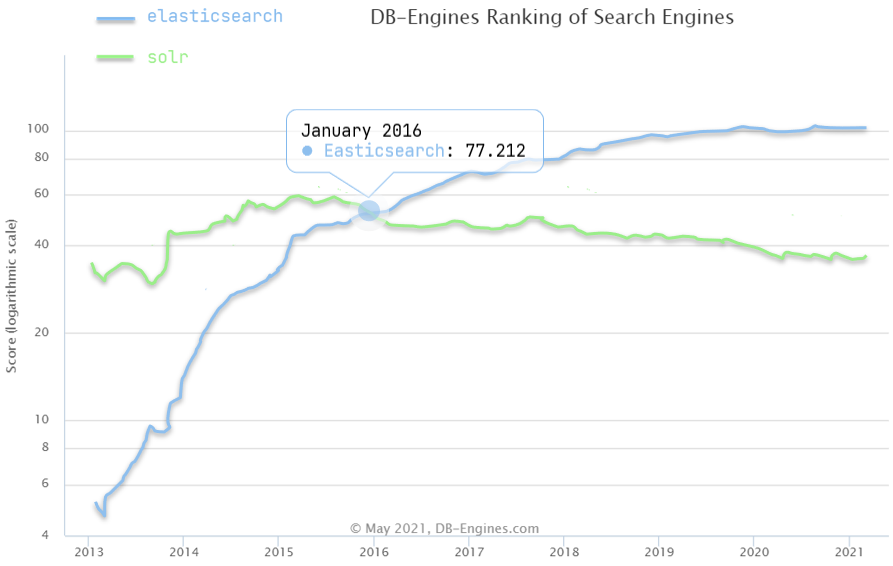 elasticsearch
DB-Engines Ranking of Search Engines
solr
January 2016
Easticsearch: 77.212
Score (logarithmic scale)
100
80
60
40
20
10
8
6
4
© May 2021, DB-Engines.com
2013 2014 2015 2016 2017 2018 2019 2020 2021